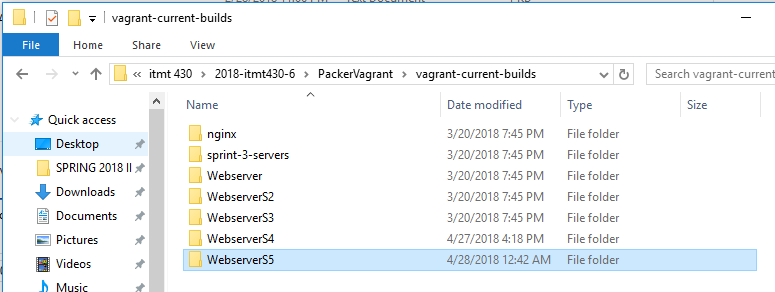 vagrant-current-builds
File Home Share View
itmt 430 2018-itmt430-6 PackerVagrant vagrant-current-builds Search vagrant-current
Name Date modified Type Size
Quick access
Desktop
SPRING 2018 II
Downloads
Documents
Pictures
Videos
Music
nginx 3/20/2018 7:45 PM File folder
sprint-3-servers 3/20/2018 7:45 PM File folder
Webserver 3/20/2018 7:45 PM File folder
WebserverS2 3/20/2018 7:45 PM File folder
WebserverS3 3/20/2018 7:45 PM File folder
WebserverS4 4/27/2018 4:18 PM File folder
WebserverS5 4/28/2018 12:42 AM File folder